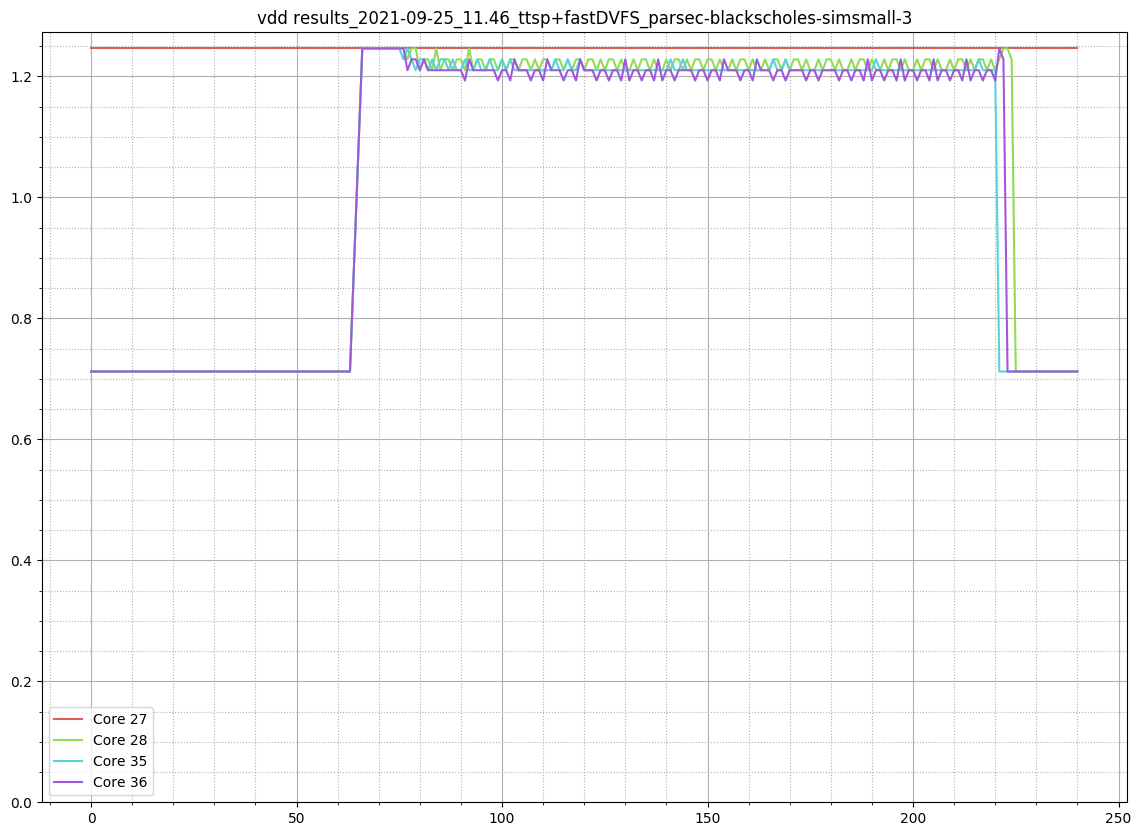 vdd results_2021-09-25_11.46_ttsp+fastDVFS_parsec-blackscholes-simsmall-3
1.2
1.0
0.8
0.6
0.4
0.2
0.0
Core 27
Core 28
Core 35
Core 36
0 50 100 150 200 250